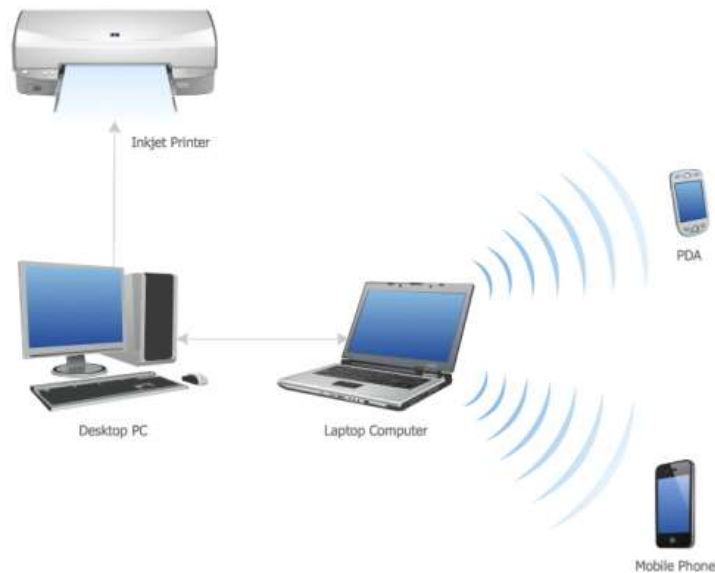 Inkjet Printer
PDA
Desktop PC
Laptop Computer
Mobile Phone